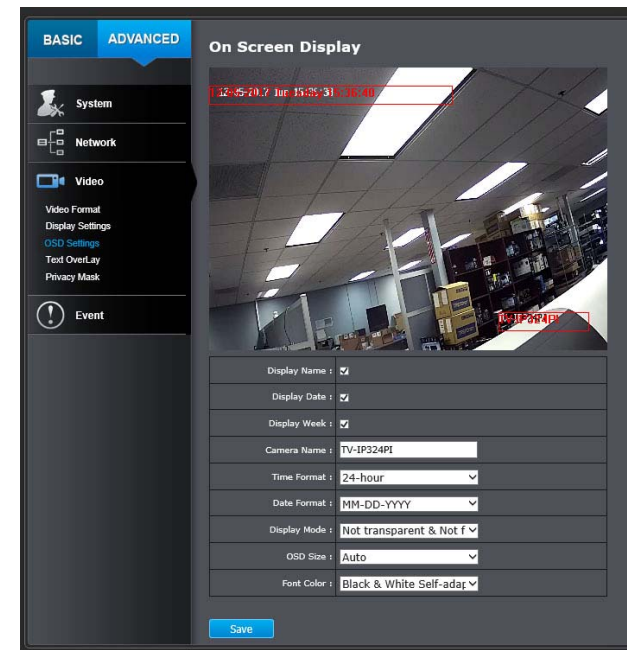 BASIC ADVANCED
On Screen Display
System
Network
Video
Video Format
Display Settings
OSD Settings
Text OverLay
Privacy Mask
Event
TV-IP324PI
Display Name : 
Display Date : 
Display Week : 
Camera Name : TV-IP324PI
Time Format : 24-hour
Date Format : MM-DD-YYYY
Display Mode : Not transparent & Not f
OSD Size : Auto
Font Color : Black & White Self-adap
Save